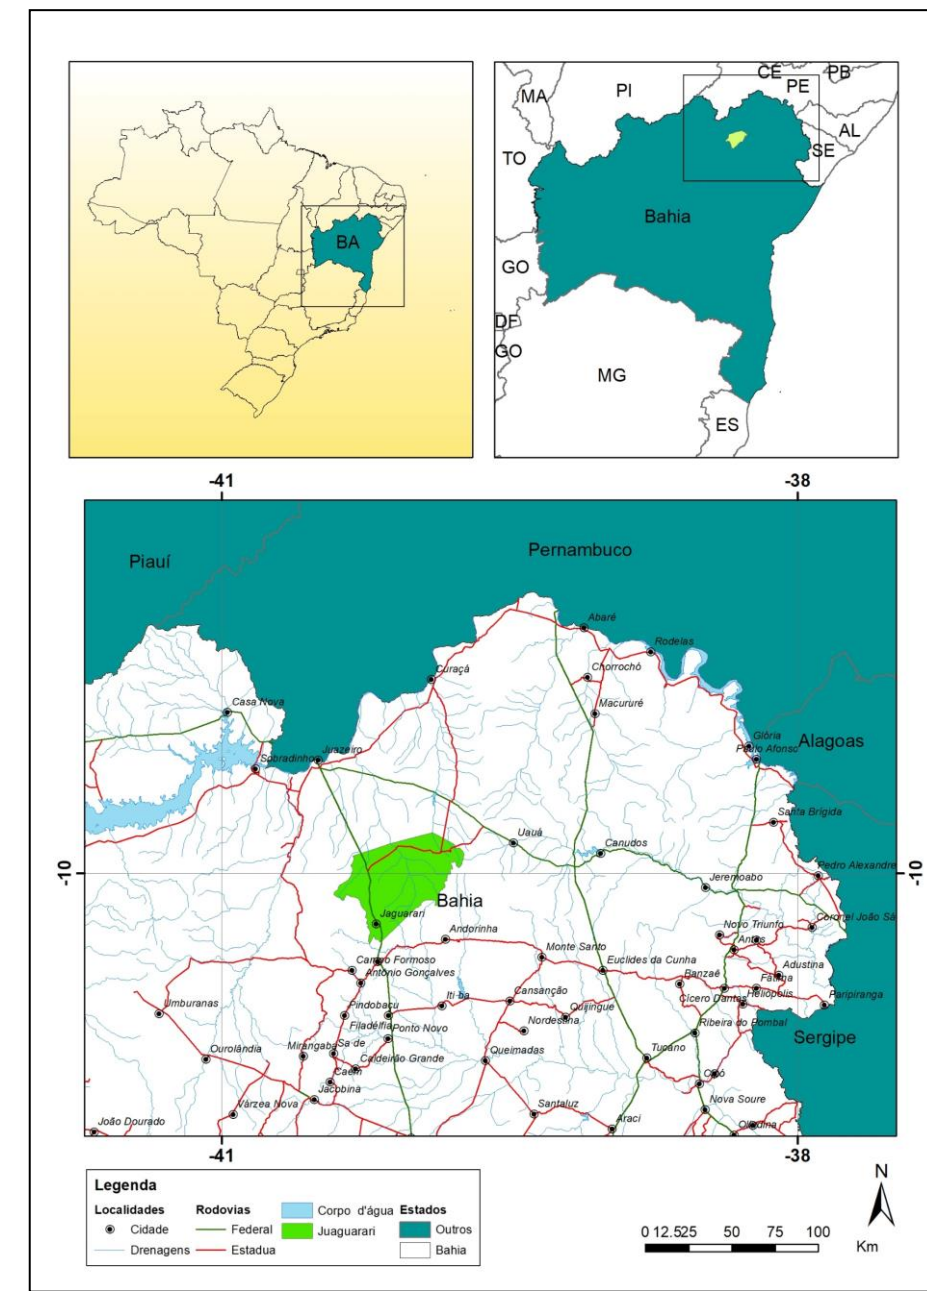 BA
CE
PB
MA
PI
PE
AL
TO
SE
Bahia
GO
DF
GO
MG
ES
-41
-38
Piauí
Pernambuco
Abaré
Rodelas
Chorrochó
Curaçá
Casa Nova
Macururé
Glória
Alagoas
Paulo Afonso
Juazeiro
Sobradinho
Santa Brígida
Uauá
Canudos
-10
Pedro Alexandre
-10
Jeremoabo
Bahia
Jaguarari
Novo Triunfo
Coronel João Sá
Andorinha
Antas
Monte Santo
Euclides da Cunha
Campo Formoso
Adustina
Antônio Gonçalves
Banzaê
Fátima
Umburanas
Pindobaçu
Iti ba
Cansanção
Cícero Dantas
Heliópolis
Paripiranga
Filadélfia
Ponto Novo
Nordestina
Quijingue
Ribeira do Pombal
Sergipe
Ourolândia
Mirangaba
Sa de
Caldeirão Grande
Queimadas
Tucano
Caém
Cipó
Jacobina
Várzea Nova
Santaluz
Nova Soure
João Dourado
Araci
Olindina
-41
-38
Legenda
Localidades
Rodovias
Corpo d'água
Estados
Cidade
Federal
Juaguarari
Outros
Drenagens
Estadua
Bahia
N
0 12.525 50 75 100
Km